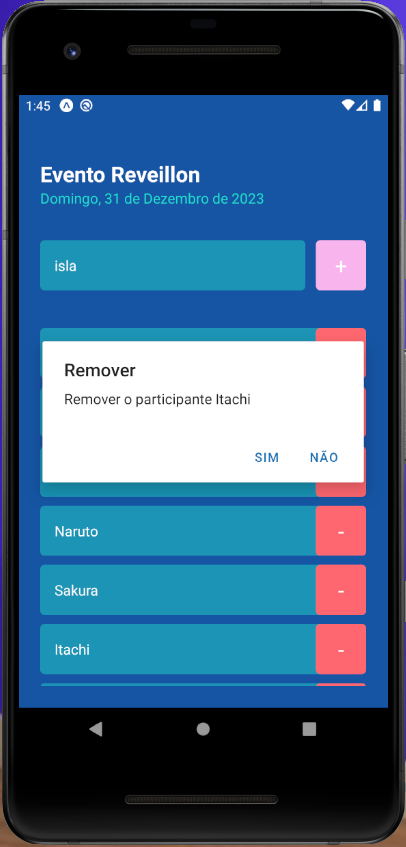 1:45
Evento Reveillon
Domingo, 31 de Dezembro de 2023
isla +
Remover
Remover o participante Itachi
SIM NÃO
Naruto -
Sakura -
Itachi -